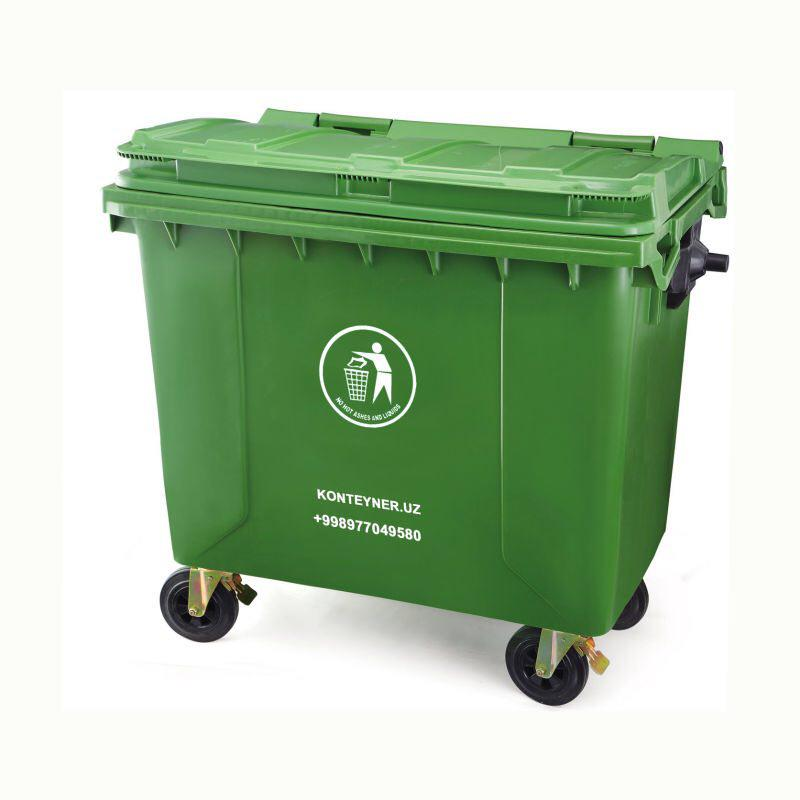 NO HOT ASHES AND LIQUIDS
KONTEYNER.UZ
+998977049580